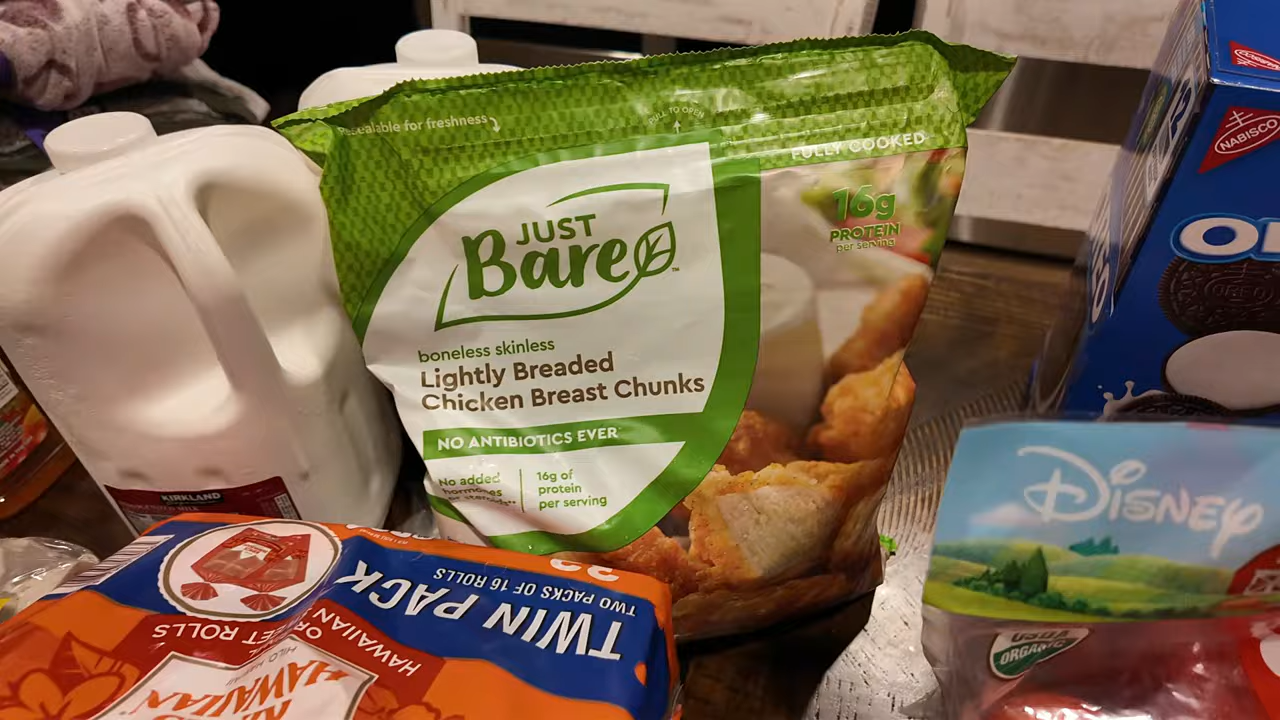 Resealable for freshness
PULL TO OPEN
FULLY COOKED
16g
PROTEIN
per serving
JUST
Bare
TM
boneless skinless
Lightly Breaded
Chicken Breast Chunks
NO ANTIBIOTICS EVER
No added
hormones
16g of
protein
per serving
KIRKLAND
TWIN PACK
TWO PACKS OF 16 ROLLS
HAWAIIAN
ROLLS
HAWAIIAN
NABISCO
OREO
Disney
USDA
ORGANIC